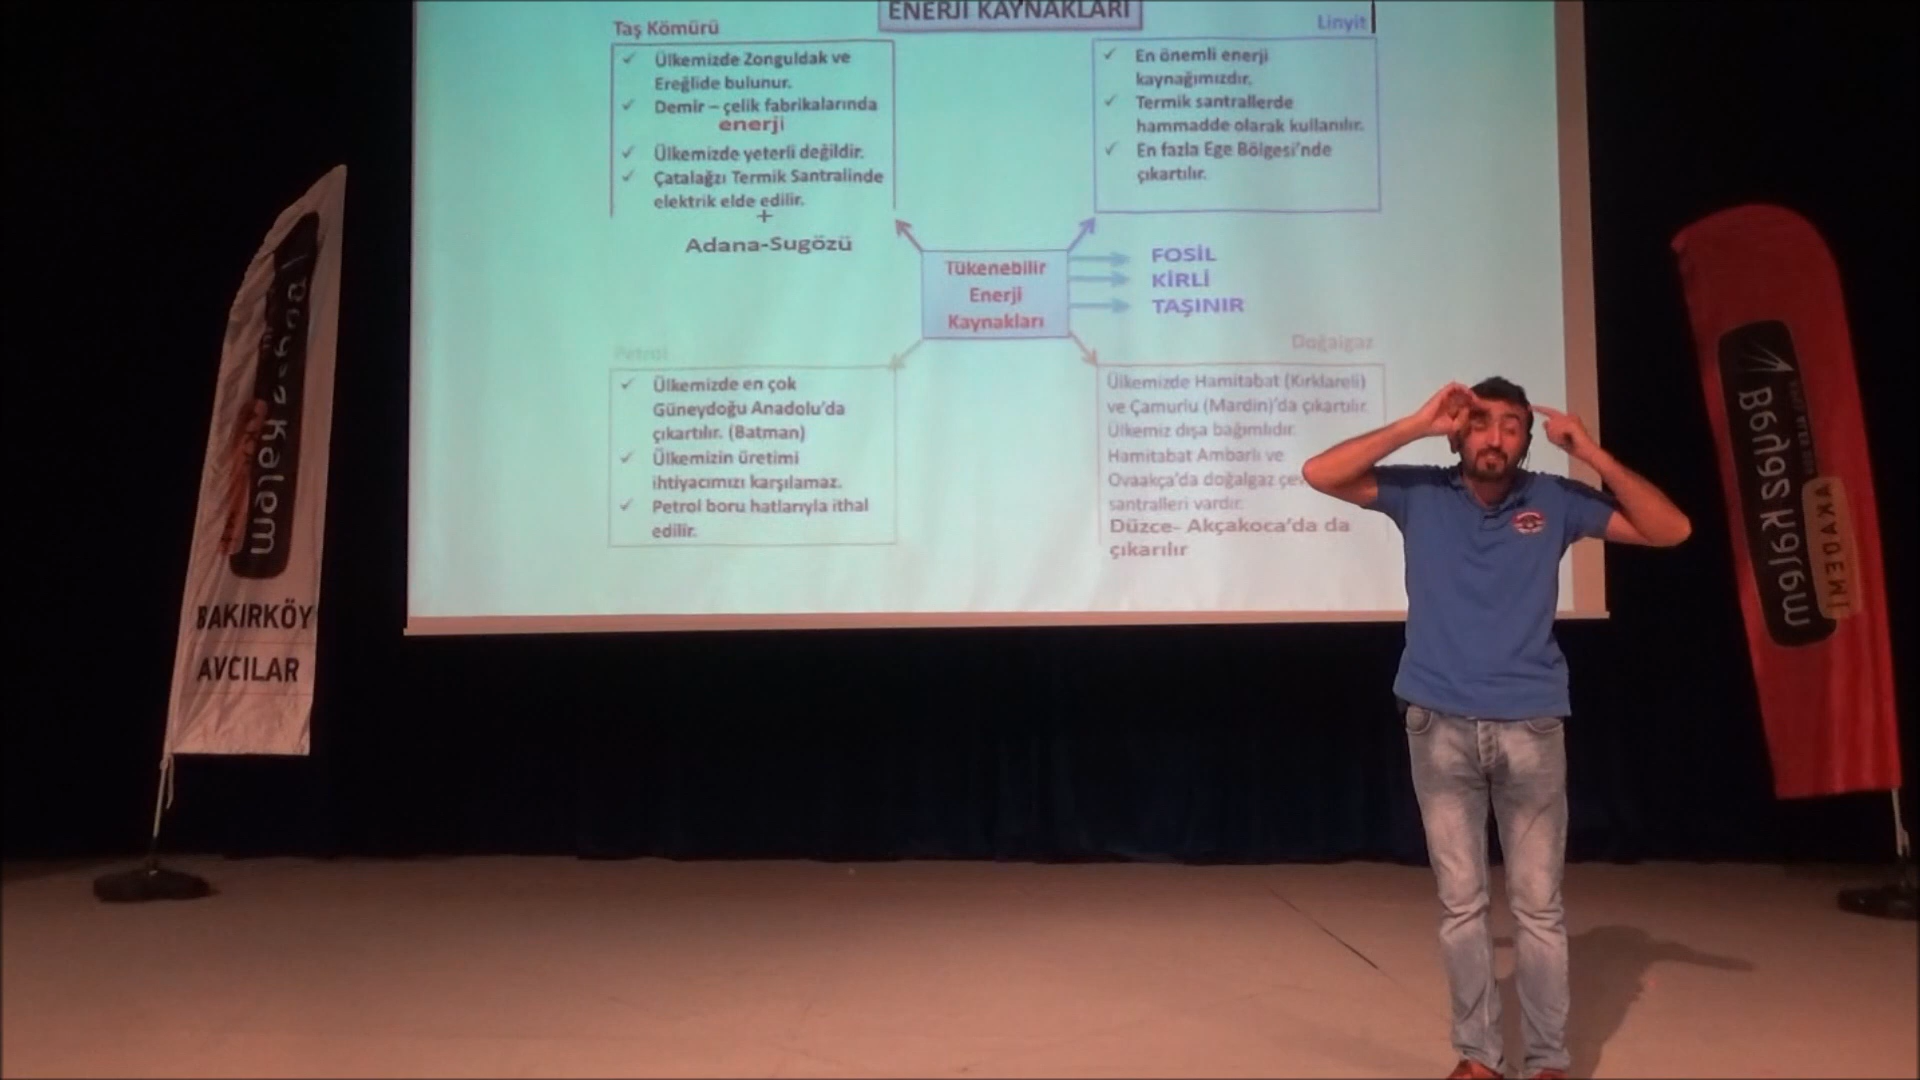 ENERJİ KAYNAKLARI
Taş Kömürü
Ülkemizde Zonguldak ve
Ereğlide bulunur.
Demir – çelik fabrikalarında
enerji
Ülkemizde yeterli değildir.
Çatalağzı Termik Santralinde
elektrik elde edilir.
+
Adana-Sugözü
Linyit
En önemli enerji
kaynağımızdır.
Termik santrallerde
hammadde olarak kullanılır.
En fazla Ege Bölgesi'nde
çıkartılır.
Tükenebilir
Enerji
Kaynakları
FOSİL
KİRLİ
TAŞINIR
Petrol
Ülkemizde en çok
Güneydoğu Anadolu'da
çıkartılır. (Batman)
Ülkemizin üretimi
ihtiyacımızı karşılamaz.
Petrol boru hatlarıyla ithal
edilir.
Doğalgaz
Ülkemizde Hamitabat (Kırklareli)
ve Çamurlu (Mardin)'da çıkartılır.
Ülkemiz dışa bağımlıdır.
Hamitabat Ambarlı ve
Ovaakça'da doğalgaz
santralleri vardır.
Düzce- Akçakoca'da da
çıkarılır
Beyaz Kalem
BAKIRKÖY
AVCILAR
Beyaz Kalem
AKADEMİ